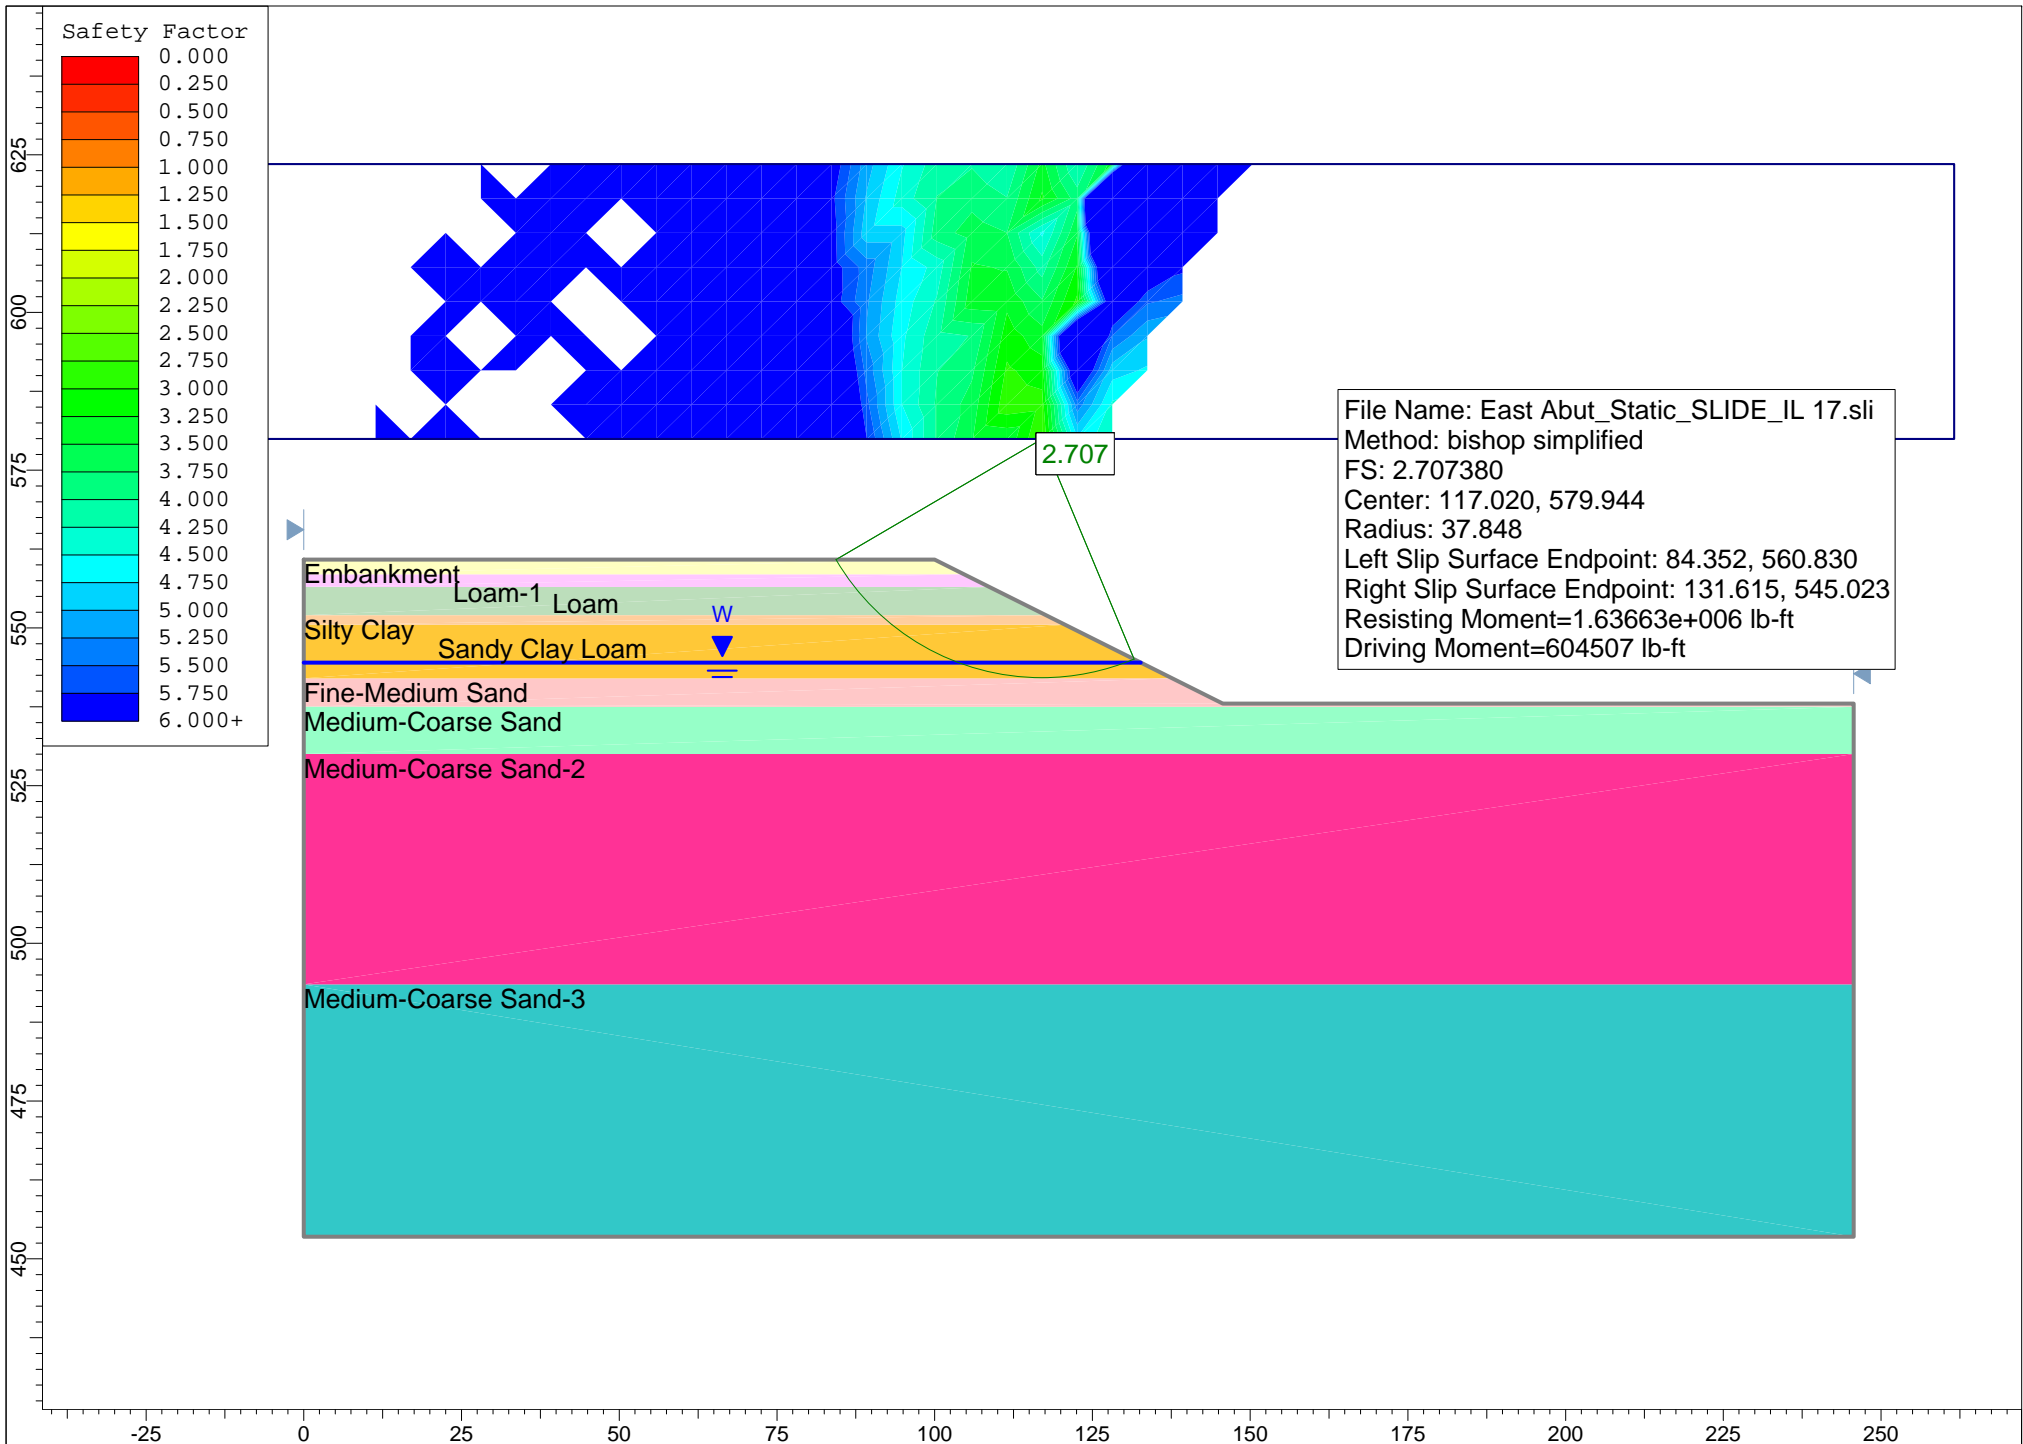 Safety Factor
0.000
0.250
0.500
0.750
1.000
1.250
1.500
1.750
2.000
2.250
2.500
2.750
3.000
3.250
3.500
3.750
4.000
4.250
4.500
4.750
5.000
5.250
5.500
5.750
6.000+
2.707
File Name: East Abut_Static_SLIDE_IL 17.sli
Method: bishop simplified
FS: 2.707380
Center: 117.020, 579.944
Radius: 37.848
Left Slip Surface Endpoint: 84.352, 560.830
Right Slip Surface Endpoint: 131.615, 545.023
Resisting Moment=1.63663e+006 lb-ft
Driving Moment=604507 lb-ft
Embankment
Loam-1
Loam
W
Silty Clay
Sandy Clay Loam
Fine-Medium Sand
Medium-Coarse Sand
Medium-Coarse Sand-2
Medium-Coarse Sand-3
625
600
575
550
525
500
475
450
-25 0 25 50 75 100 125 150 175 200 225 250